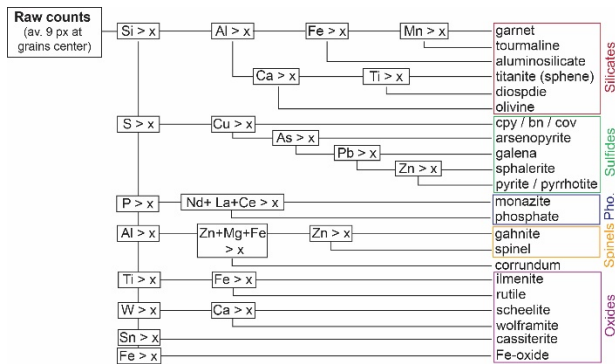 Raw counts
(av. 9 px at
grains center)
Si > x
Al > x
Fe > x
Mn > x
garnet
tourmaline
aluminosilicate
Ca > x
Ti > x
titanite (sphene)
diospdie
olivine
Silicates
S > x
Cu > x
cpy / bn / cov
As > x
arsenopyrite
Pb > x
galena
Zn > x
sphalerite
pyrite / pyrrhotite
Sulfides
P > x
Nd+ La+Ce > x
monazite
phosphate
Pho.
Al > x
Zn+Mg+Fe
> x
Zn > x
gahnite
spinel
Spinels
corrundum
Ti > x
Fe > x
ilmenite
rutile
W > x
Ca > x
scheelite
wolframite
Sn > x
cassiterite
Fe > x
Fe-oxide
Oxides